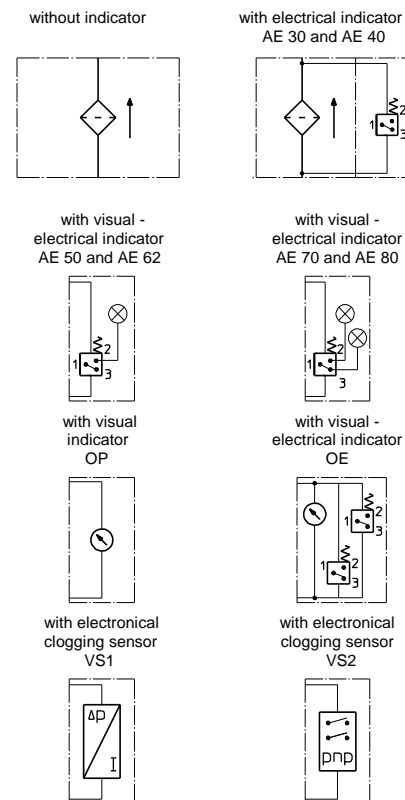 without indicator
with electrical indicator
AE 30 and AE 40
1
2
3
with visual -
electrical indicator
AE 50 and AE 62
1
2
3
with visual -
electrical indicator
AE 70 and AE 80
1
2
3
with visual
indicator
OP
with visual -
electrical indicator
OE
1
2
3
1
2
3
with electronical
clogging sensor
VS1
Δp
I
with electronical
clogging sensor
VS2
pnp